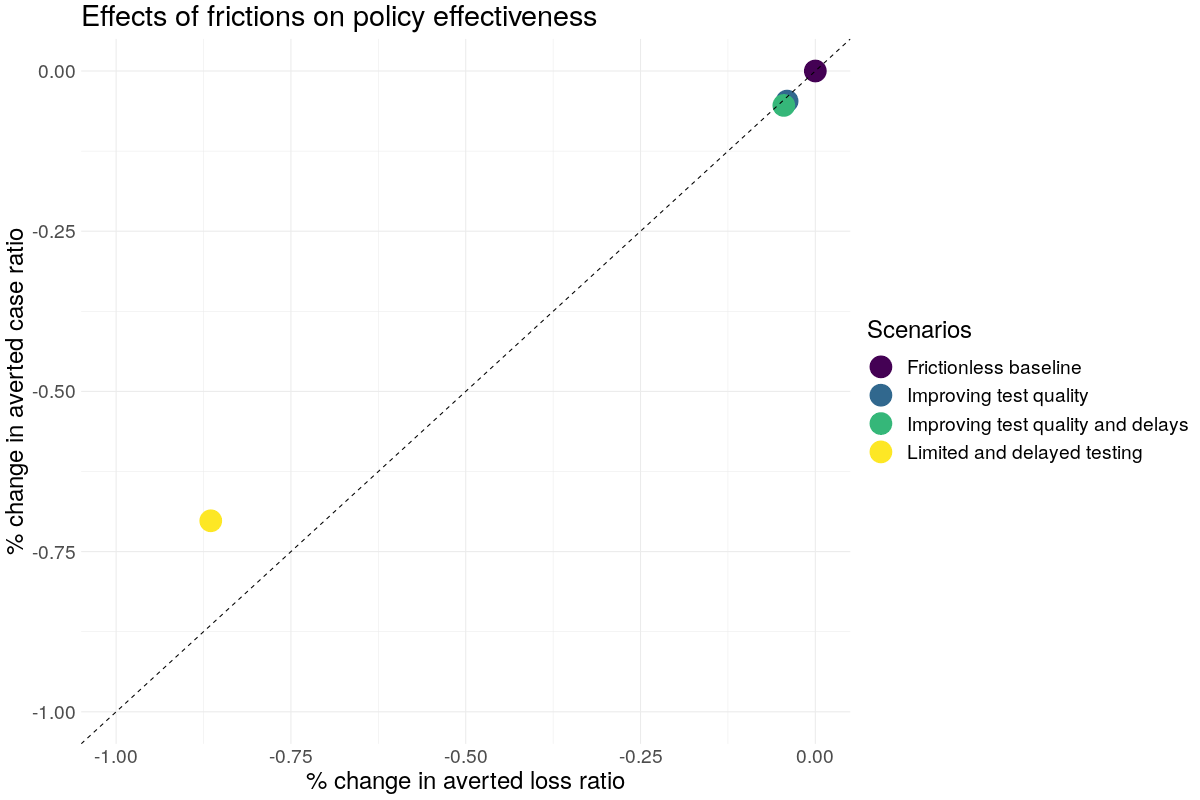 Effects of frictions on policy effectiveness
% change in averted case ratio
0.00
-0.25
-0.50
-0.75
-1.00
-1.00
-0.75
-0.50
-0.25
0.00
% change in averted loss ratio
Scenarios
Frictionless baseline
Improving test quality
Improving test quality and delays
Limited and delayed testing